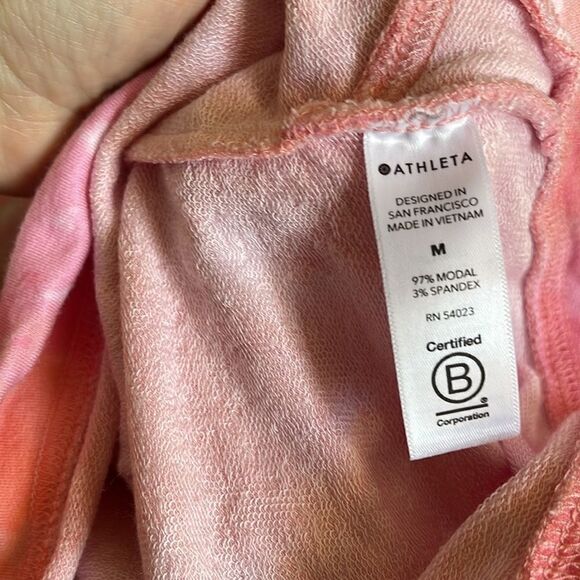 ATHLETA
DESIGNED IN
SAN FRANCISCO
MADE IN VIETNAM
M
97% MODAL
3% SPANDEX
RN 54023
Certified
B
®
Corporation